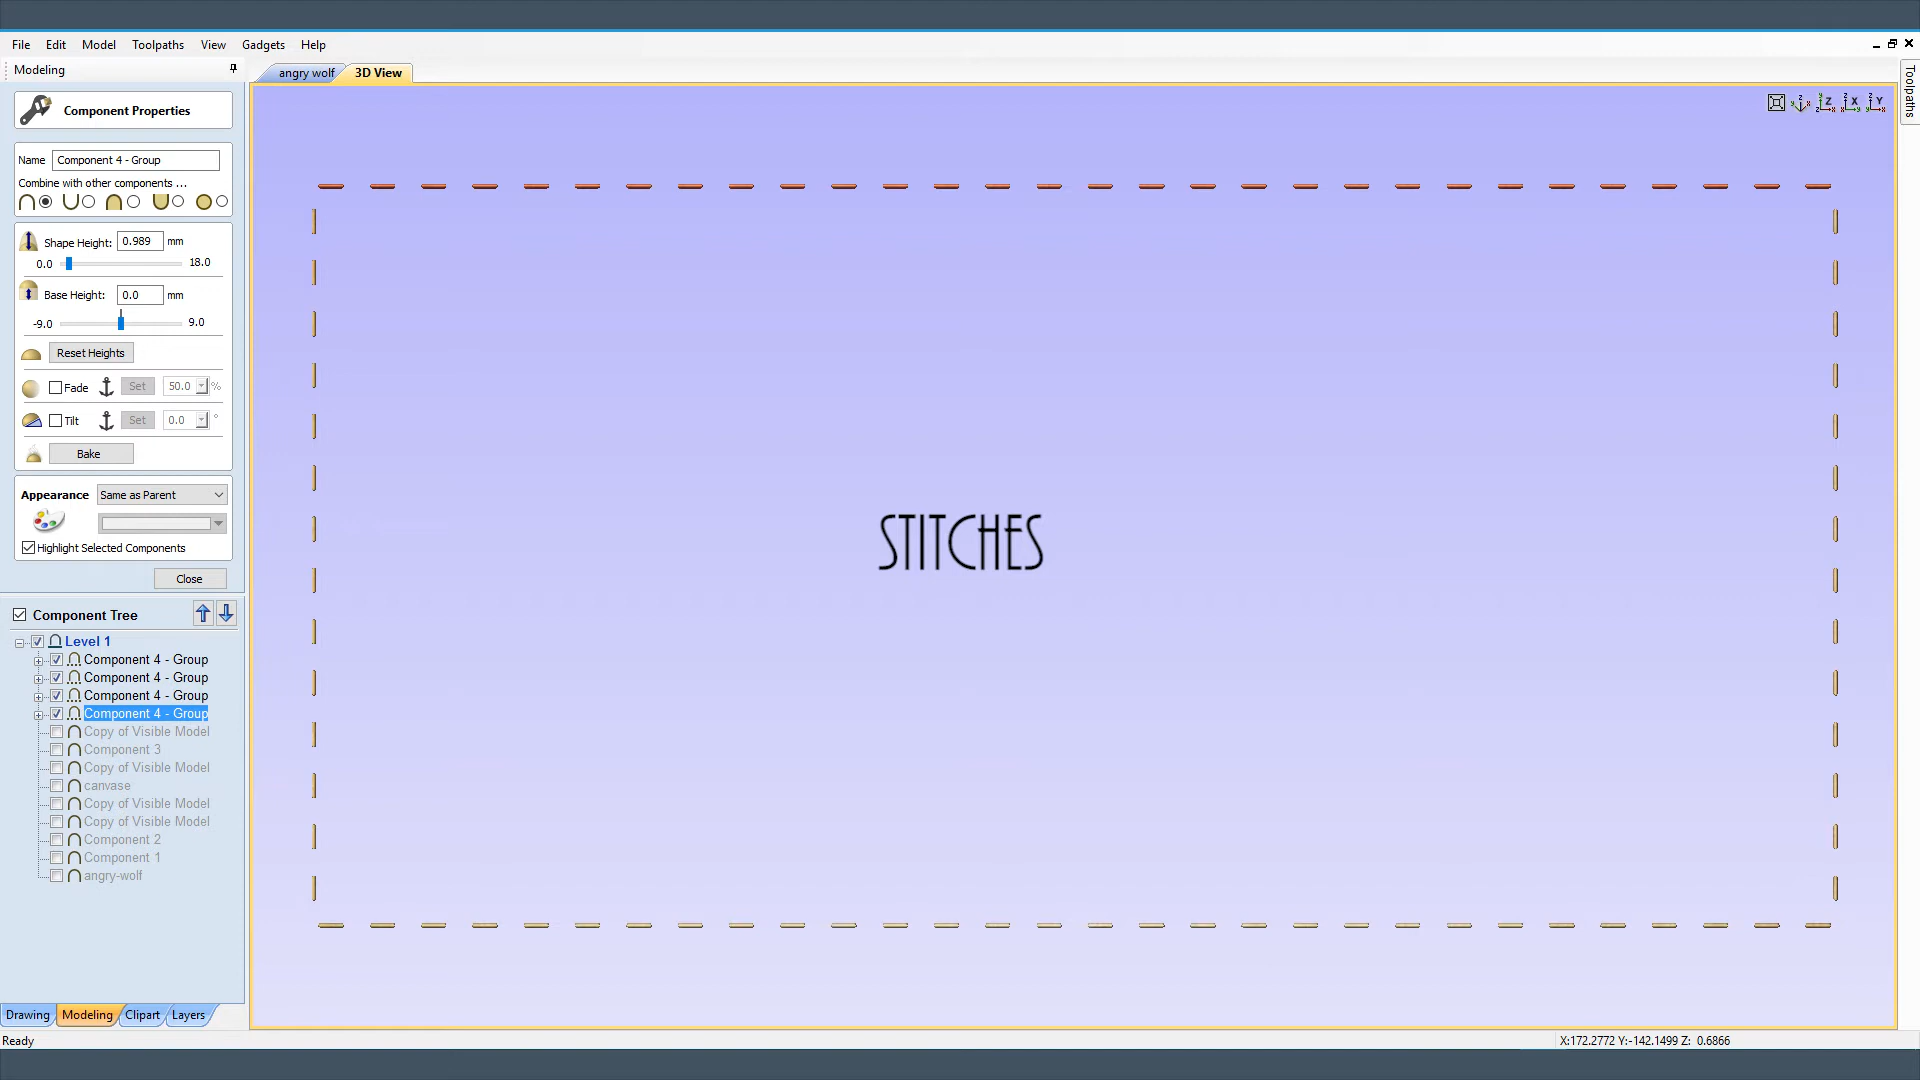 File Edit Model Toolpaths View Gadgets Help
Modeling
angry wolf 3D View
Toolpaths
Component Properties
Name Component 4 - Group
Combine with other components ...
Shape Height: 0.989 mm
0.0 18.0
Base Height: 0.0 mm
-9.0 9.0
Reset Heights
Fade Set 50.0 %
Tilt Set 0.0 °
Bake
Appearance Same as Parent
Highlight Selected Components
Close
STITCHES
Component Tree
Level 1
Component 4 - Group
Component 4 - Group
Component 4 - Group
Component 4 - Group
Copy of Visible Model
Component 3
Copy of Visible Model
canvase
Copy of Visible Model
Copy of Visible Model
Component 2
Component 1
angry-wolf
Drawing Modeling Clipart Layers
Ready
X:172.2772 Y:-142.1499 Z: 0.6866